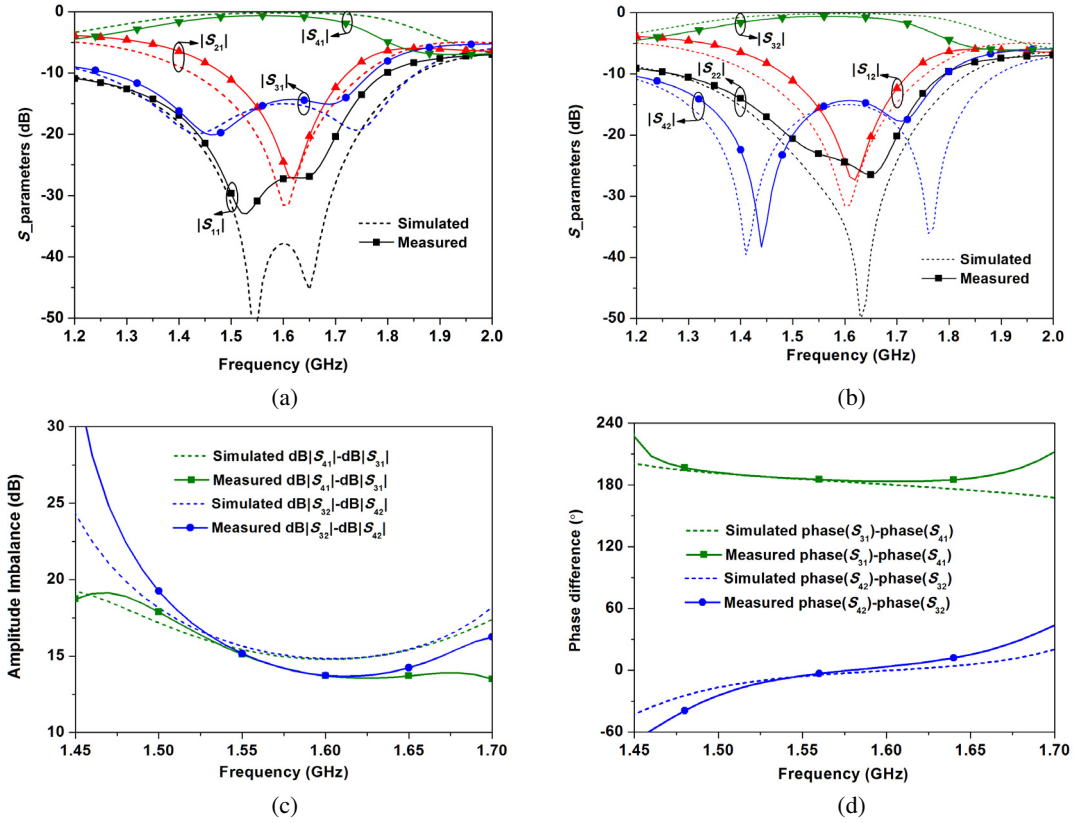 0
-10
-20
-30
-40
-50
S_parameters (dB)
|S21|
|S41|
|S31|
|S11|
Simulated
Measured
1.2 1.3 1.4 1.5 1.6 1.7 1.8 1.9 2.0
Frequency (GHz)
(a)
0
-10
-20
-30
-40
-50
S_parameters (dB)
|S32|
|S22|
|S12|
|S42|
Simulated
Measured
1.2 1.3 1.4 1.5 1.6 1.7 1.8 1.9 2.0
Frequency (GHz)
(b)
30
25
20
15
10
Amplitude Imbalance (dB)
Simulated dB|S41|-dB|S31|
Measured dB|S41|-dB|S31|
Simulated dB|S32|-dB|S42|
Measured dB|S32|-dB|S42|
1.45 1.50 1.55 1.60 1.65 1.70
Frequency (GHz)
(c)
240
180
120
60
0
-60
Phase difference (°)
Simulated phase(S31)-phase(S41)
Measured phase(S31)-phase(S41)
Simulated phase(S42)-phase(S32)
Measured phase(S42)-phase(S32)
1.45 1.50 1.55 1.60 1.65 1.70
Frequency (GHz)
(d)